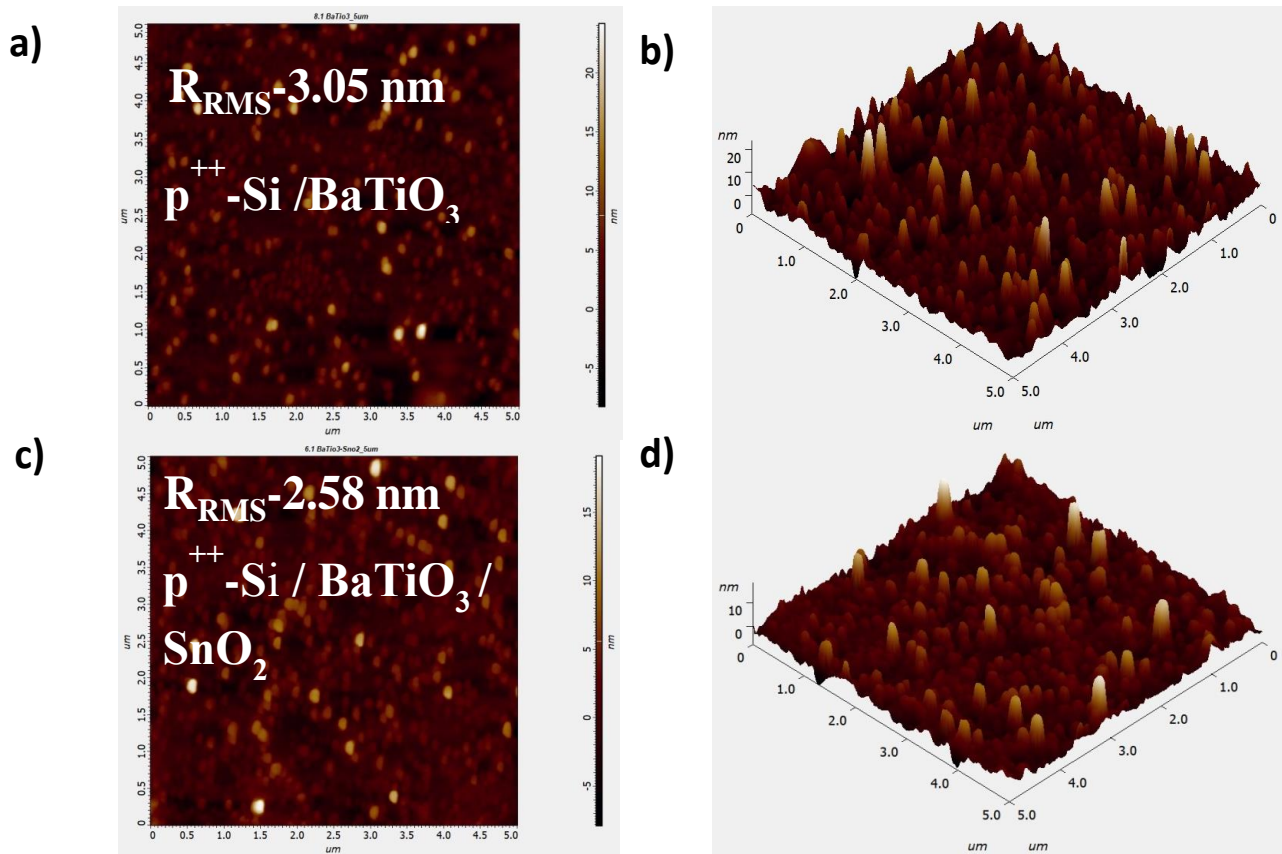 a)
8.1 BaTio3_5um
R_RMS-3.05 nm
p^++-Si /BaTiO_3
5.0
4.5
4.0
3.5
3.0
2.5
2.0
1.5
1.0
0.5
0
um
0 0.5 1.0 1.5 2.0 2.5 3.0 3.5 4.0 4.5 5.0
um
20
15
10
5
0
-5
nm
b)
nm
20
10
0
0 1.0 2.0 3.0 4.0 5.0
0 1.0 2.0 3.0 4.0 5.0
um um
c)
6.1 BaTio3-Sno2_5um
R_RMS-2.58 nm
p^++-Si / BaTiO_3 /
SnO_2
5.0
4.5
4.0
3.5
3.0
2.5
2.0
1.5
1.0
0.5
0
um
0 0.5 1.0 1.5 2.0 2.5 3.0 3.5 4.0 4.5 5.0
um
15
10
5
0
-5
nm
d)
nm
10
0
0 1.0 2.0 3.0 4.0 5.0
0 1.0 2.0 3.0 4.0 5.0
um um